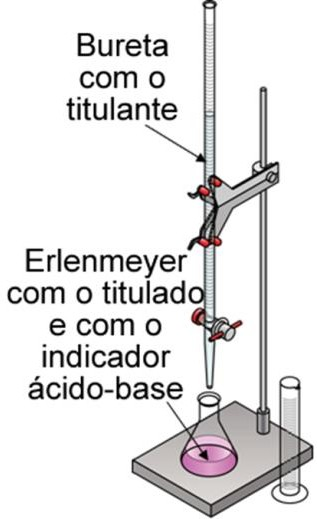 Bureta
com o
titulante
Erlenmeyer
com o titulado
e com o
indicador
ácido-base